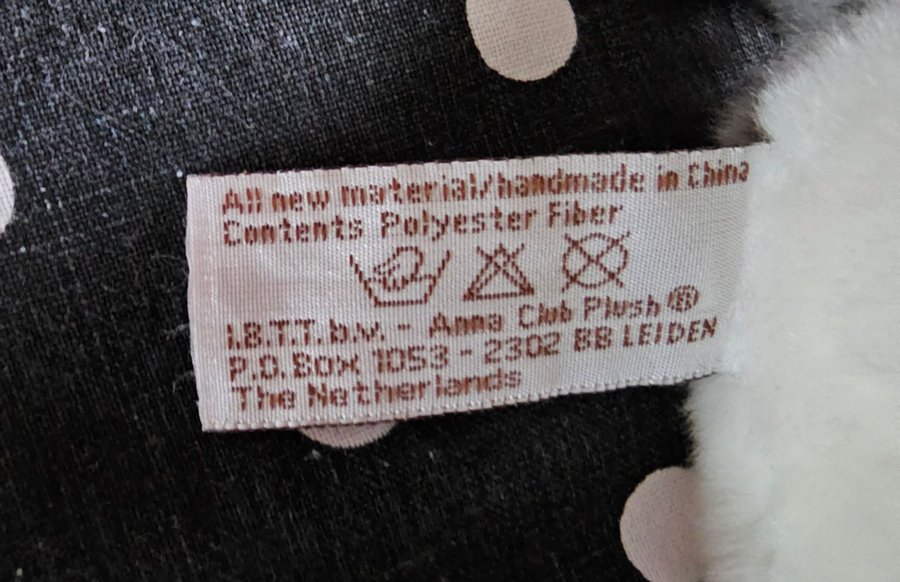 All new material/handmade in China
Contents Polyester Fiber
I.B.T.T. b.v. - Anna Club Plush ®
P.O. Box 1053 - 2302 BB LEIDEN
The Netherlands